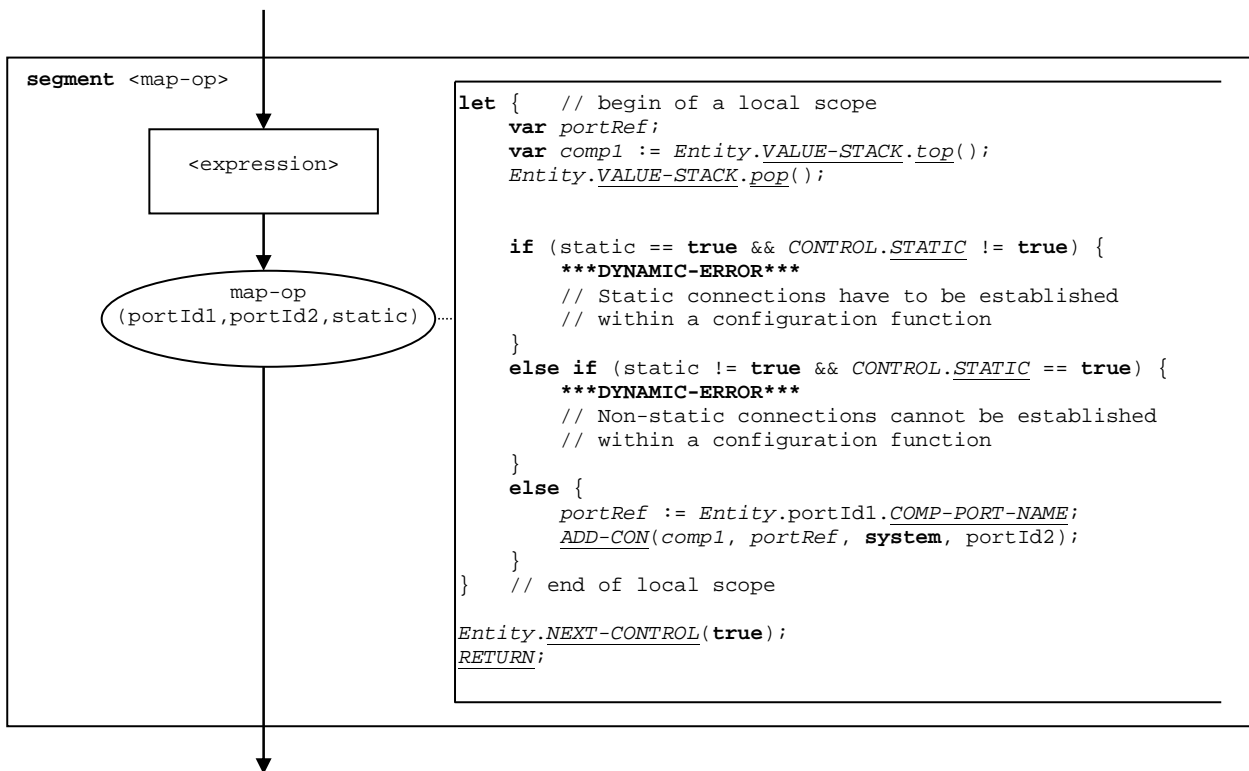 segment <map-op>
<expression>
map-op
(portId1,portId2,static)
let {   // begin of a local scope
    var portRef;
    var comp1 := Entity.VALUE-STACK.top();
    Entity.VALUE-STACK.pop();
    if (static == true && CONTROL.STATIC != true) {
        ***DYNAMIC-ERROR***
        // Static connections have to be established
        // within a configuration function
    }
    else if (static != true && CONTROL.STATIC == true) {
        ***DYNAMIC-ERROR***
        // Non-static connections cannot be established
        // within a configuration function
    }
    else {
        portRef := Entity.portId1.COMP-PORT-NAME;
        ADD-CON(comp1, portRef, system, portId2);
    }
}   // end of local scope
Entity.NEXT-CONTROL(true);
RETURN;